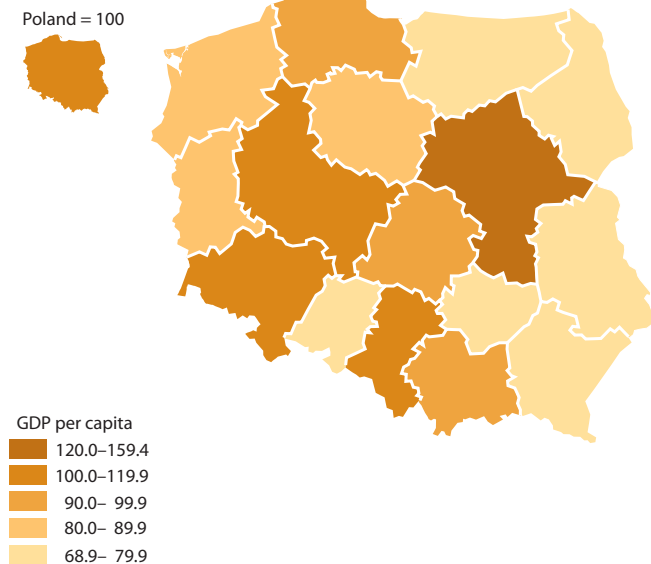 Poland = 100
GDP per capita
120.0–159.4
100.0–119.9
90.0– 99.9
80.0– 89.9
68.9– 79.9